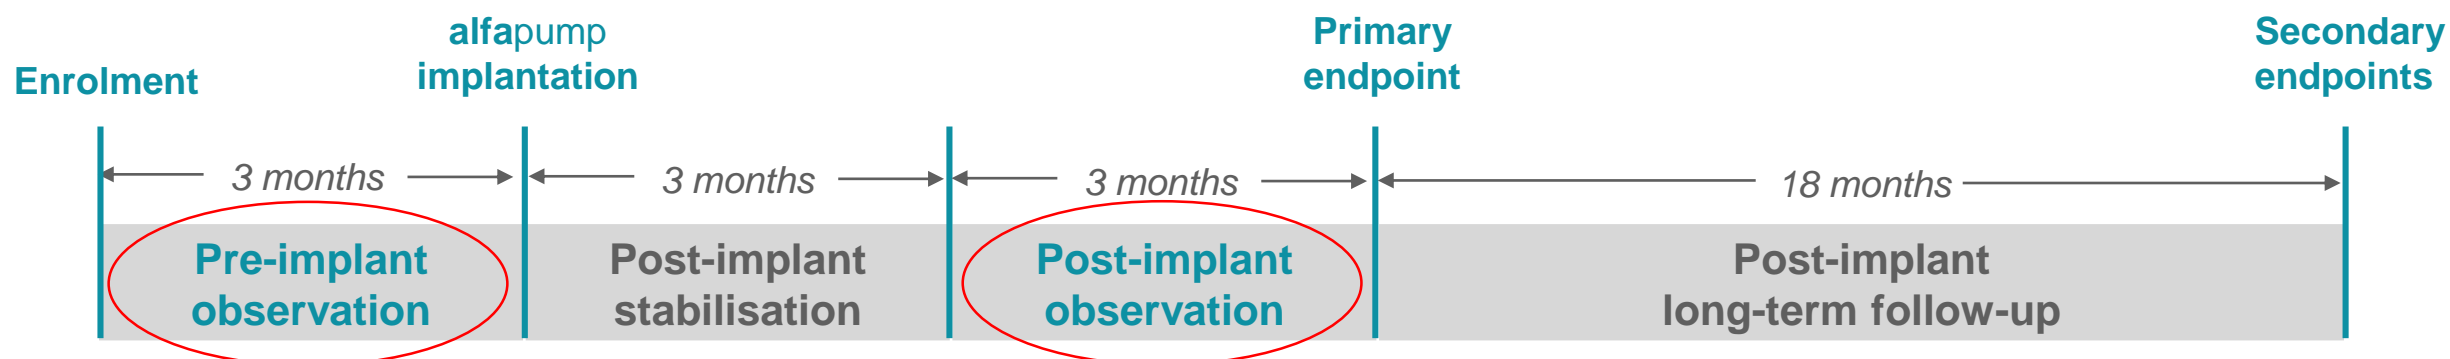 Enrolment
alfapump
implantation
Primary
endpoint
Secondary
endpoints
3 months
3 months
3 months
18 months
Pre-implant
observation
Post-implant
stabilisation
Post-implant
observation
Post-implant
long-term follow-up